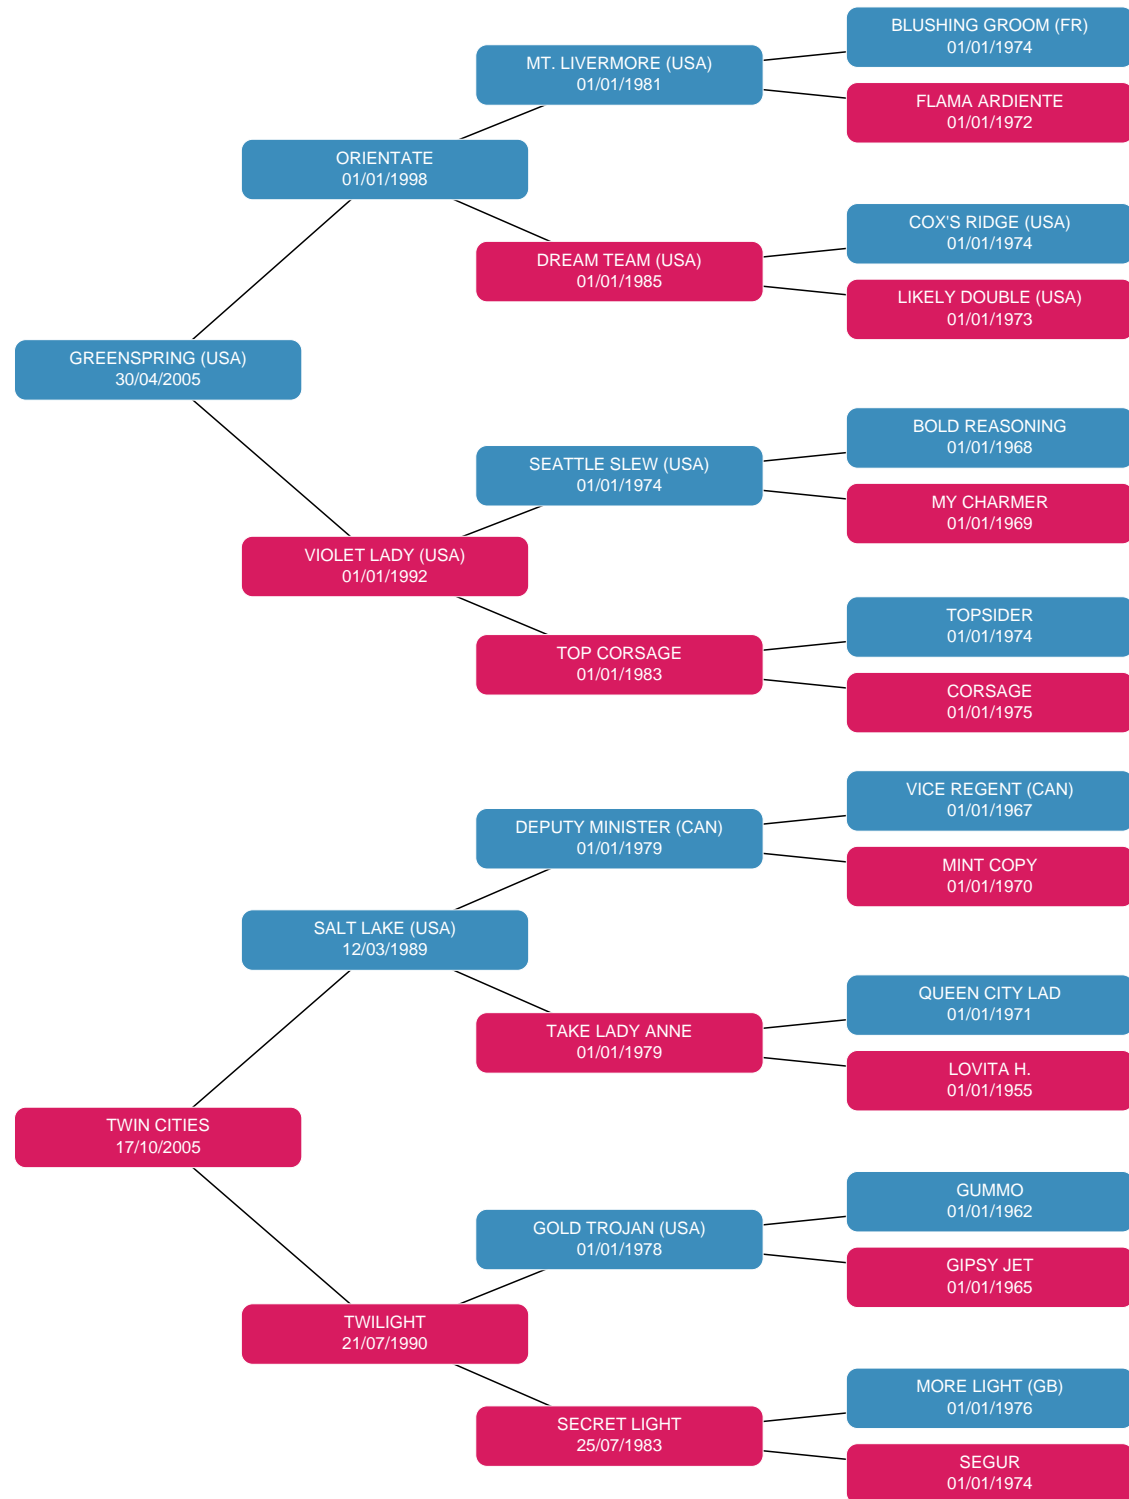 BLUSHING GROOM (FR)
01/01/1974
MT. LIVERMORE (USA)
01/01/1981
FLAMA ARDIENTE
01/01/1972
ORIENTATE
01/01/1998
COX'S RIDGE (USA)
01/01/1974
DREAM TEAM (USA)
01/01/1985
LIKELY DOUBLE (USA)
01/01/1973
GREENSPRING (USA)
30/04/2005
BOLD REASONING
01/01/1968
SEATTLE SLEW (USA)
01/01/1974
MY CHARMER
01/01/1969
VIOLET LADY (USA)
01/01/1992
TOPSIDER
01/01/1974
TOP CORSAGE
01/01/1983
CORSAGE
01/01/1975
VICE REGENT (CAN)
01/01/1967
DEPUTY MINISTER (CAN)
01/01/1979
MINT COPY
01/01/1970
SALT LAKE (USA)
12/03/1989
QUEEN CITY LAD
01/01/1971
TAKE LADY ANNE
01/01/1979
LOVITA H.
01/01/1955
TWIN CITIES
17/10/2005
GUMMO
01/01/1962
GOLD TROJAN (USA)
01/01/1978
GIPSY JET
01/01/1965
TWILIGHT
21/07/1990
MORE LIGHT (GB)
01/01/1976
SECRET LIGHT
25/07/1983
SEGUR
01/01/1974